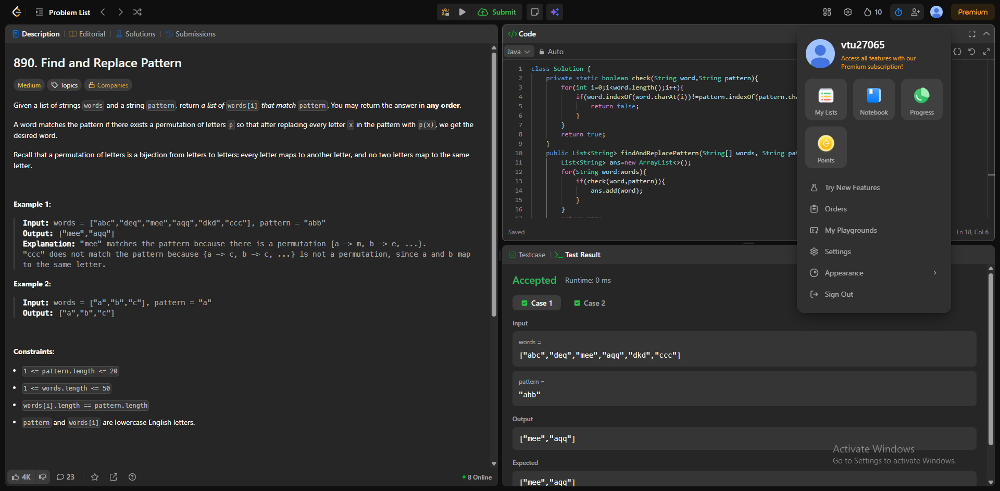 Problem List
Submit
10
Premium
Description
Editorial
Solutions
Submissions
890. Find and Replace Pattern
Medium
Topics
Companies
Given a list of strings words and a string pattern, return a list of words[i] that match pattern. You may return the answer in any order.
A word matches the pattern if there exists a permutation of letters p so that after replacing every letter x in the pattern with p(x), we get the
desired word.
Recall that a permutation of letters is a bijection from letters to letters: every letter maps to another letter, and no two letters map to the same
letter.
Example 1:
Input: words = ["abc","deq","mee","aqq","dkd","ccc"], pattern = "abb"
Output: ["mee","aqq"]
Explanation: "mee" matches the pattern because there is a permutation {a -> m, b -> e, ...}.
"ccc" does not match the pattern because {a -> c, b -> c, ...} is not a permutation, since a and b map
to the same letter.
Example 2:
Input: words = ["a","b","c"], pattern = "a"
Output: ["a","b","c"]
Constraints:
• 1 <= pattern.length <= 20
• 1 <= words.length <= 50
• words[i].length == pattern.length
• pattern and words[i] are lowercase English letters.
4K
23
8 Online
</> Code
Java
Auto
1 class Solution {
2 private static boolean check(String word,String pattern){
3 for(int i=0;i<word.length();i++){
4 if(word.indexOf(word.charAt(i))!=pattern.indexOf(pattern.cha
5 return false;
6 }
7 }
8 return true;
9 }
10 public List<String> findAndReplacePattern(String[] words, String pat
11 List<String> ans=new ArrayList<>();
12 for(String word:words){
13 if(check(word,pattern)){
14 ans.add(word);
15 }
16 }
Saved
Ln 18, Col 6
Testcase
Test Result
Accepted
Runtime: 0 ms
Case 1
Case 2
Input
words =
["abc","deq","mee","aqq","dkd","ccc"]
pattern =
"abb"
Output
["mee","aqq"]
Expected
["mee","aqq"]
vtu27065
Access all features with our
Premium subscription!
My Lists
Notebook
Progress
Points
Try New Features
Orders
My Playgrounds
Settings
Appearance
Sign Out
Activate Windows
Go to Settings to activate Windows.